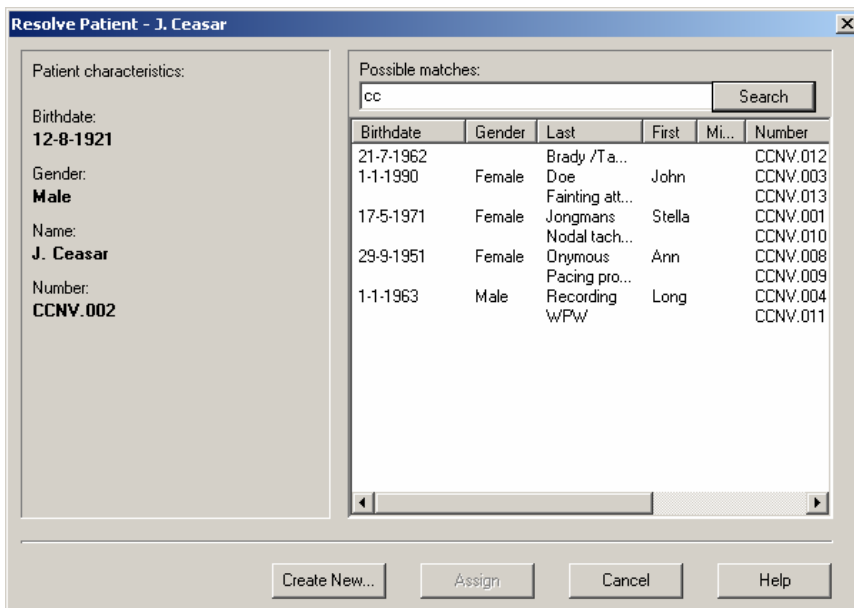 Resolve Patient - J. Ceasar
Patient characteristics:
Birthdate:
12-8-1921
Gender:
Male
Name:
J. Ceasar
Number:
CCNV.002
Possible matches:
cc Search
Birthdate Gender Last First Mi... Number
21-7-1962 Brady /Ta... CCNV.012
1-1-1990 Female Doe John CCNV.003
Fainting att... CCNV.013
17-5-1971 Female Jongmans Stella CCNV.001
Nodal tach... CCNV.010
29-9-1951 Female Onymous Ann CCNV.008
Pacing pro... CCNV.009
1-1-1963 Male Recording Long CCNV.004
WPW CCNV.011
Create New... Assign Cancel Help